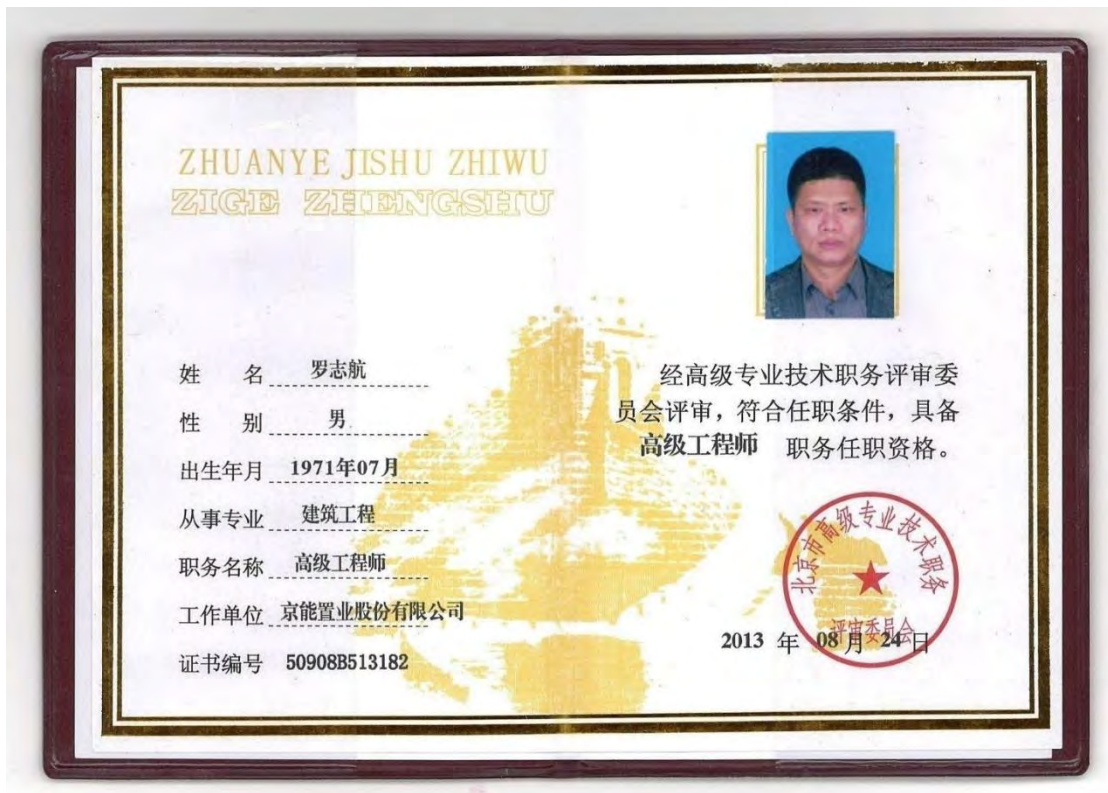 ZHUANYE JISHU ZHIWU
ZIGE ZHENGSHU
姓 名 罗志航
性 别 男
出生年月 1971年07月
从事专业 建筑工程
职务名称 高级工程师
工作单位 京能置业股份有限公司
证书编号 50908B513182
经高级专业技术职务评审委
员会评审，符合任职条件，具备
高级工程师 职务任职资格。
北京市高级专业技术职务
评审委员会
2013 年 08 月 24 日